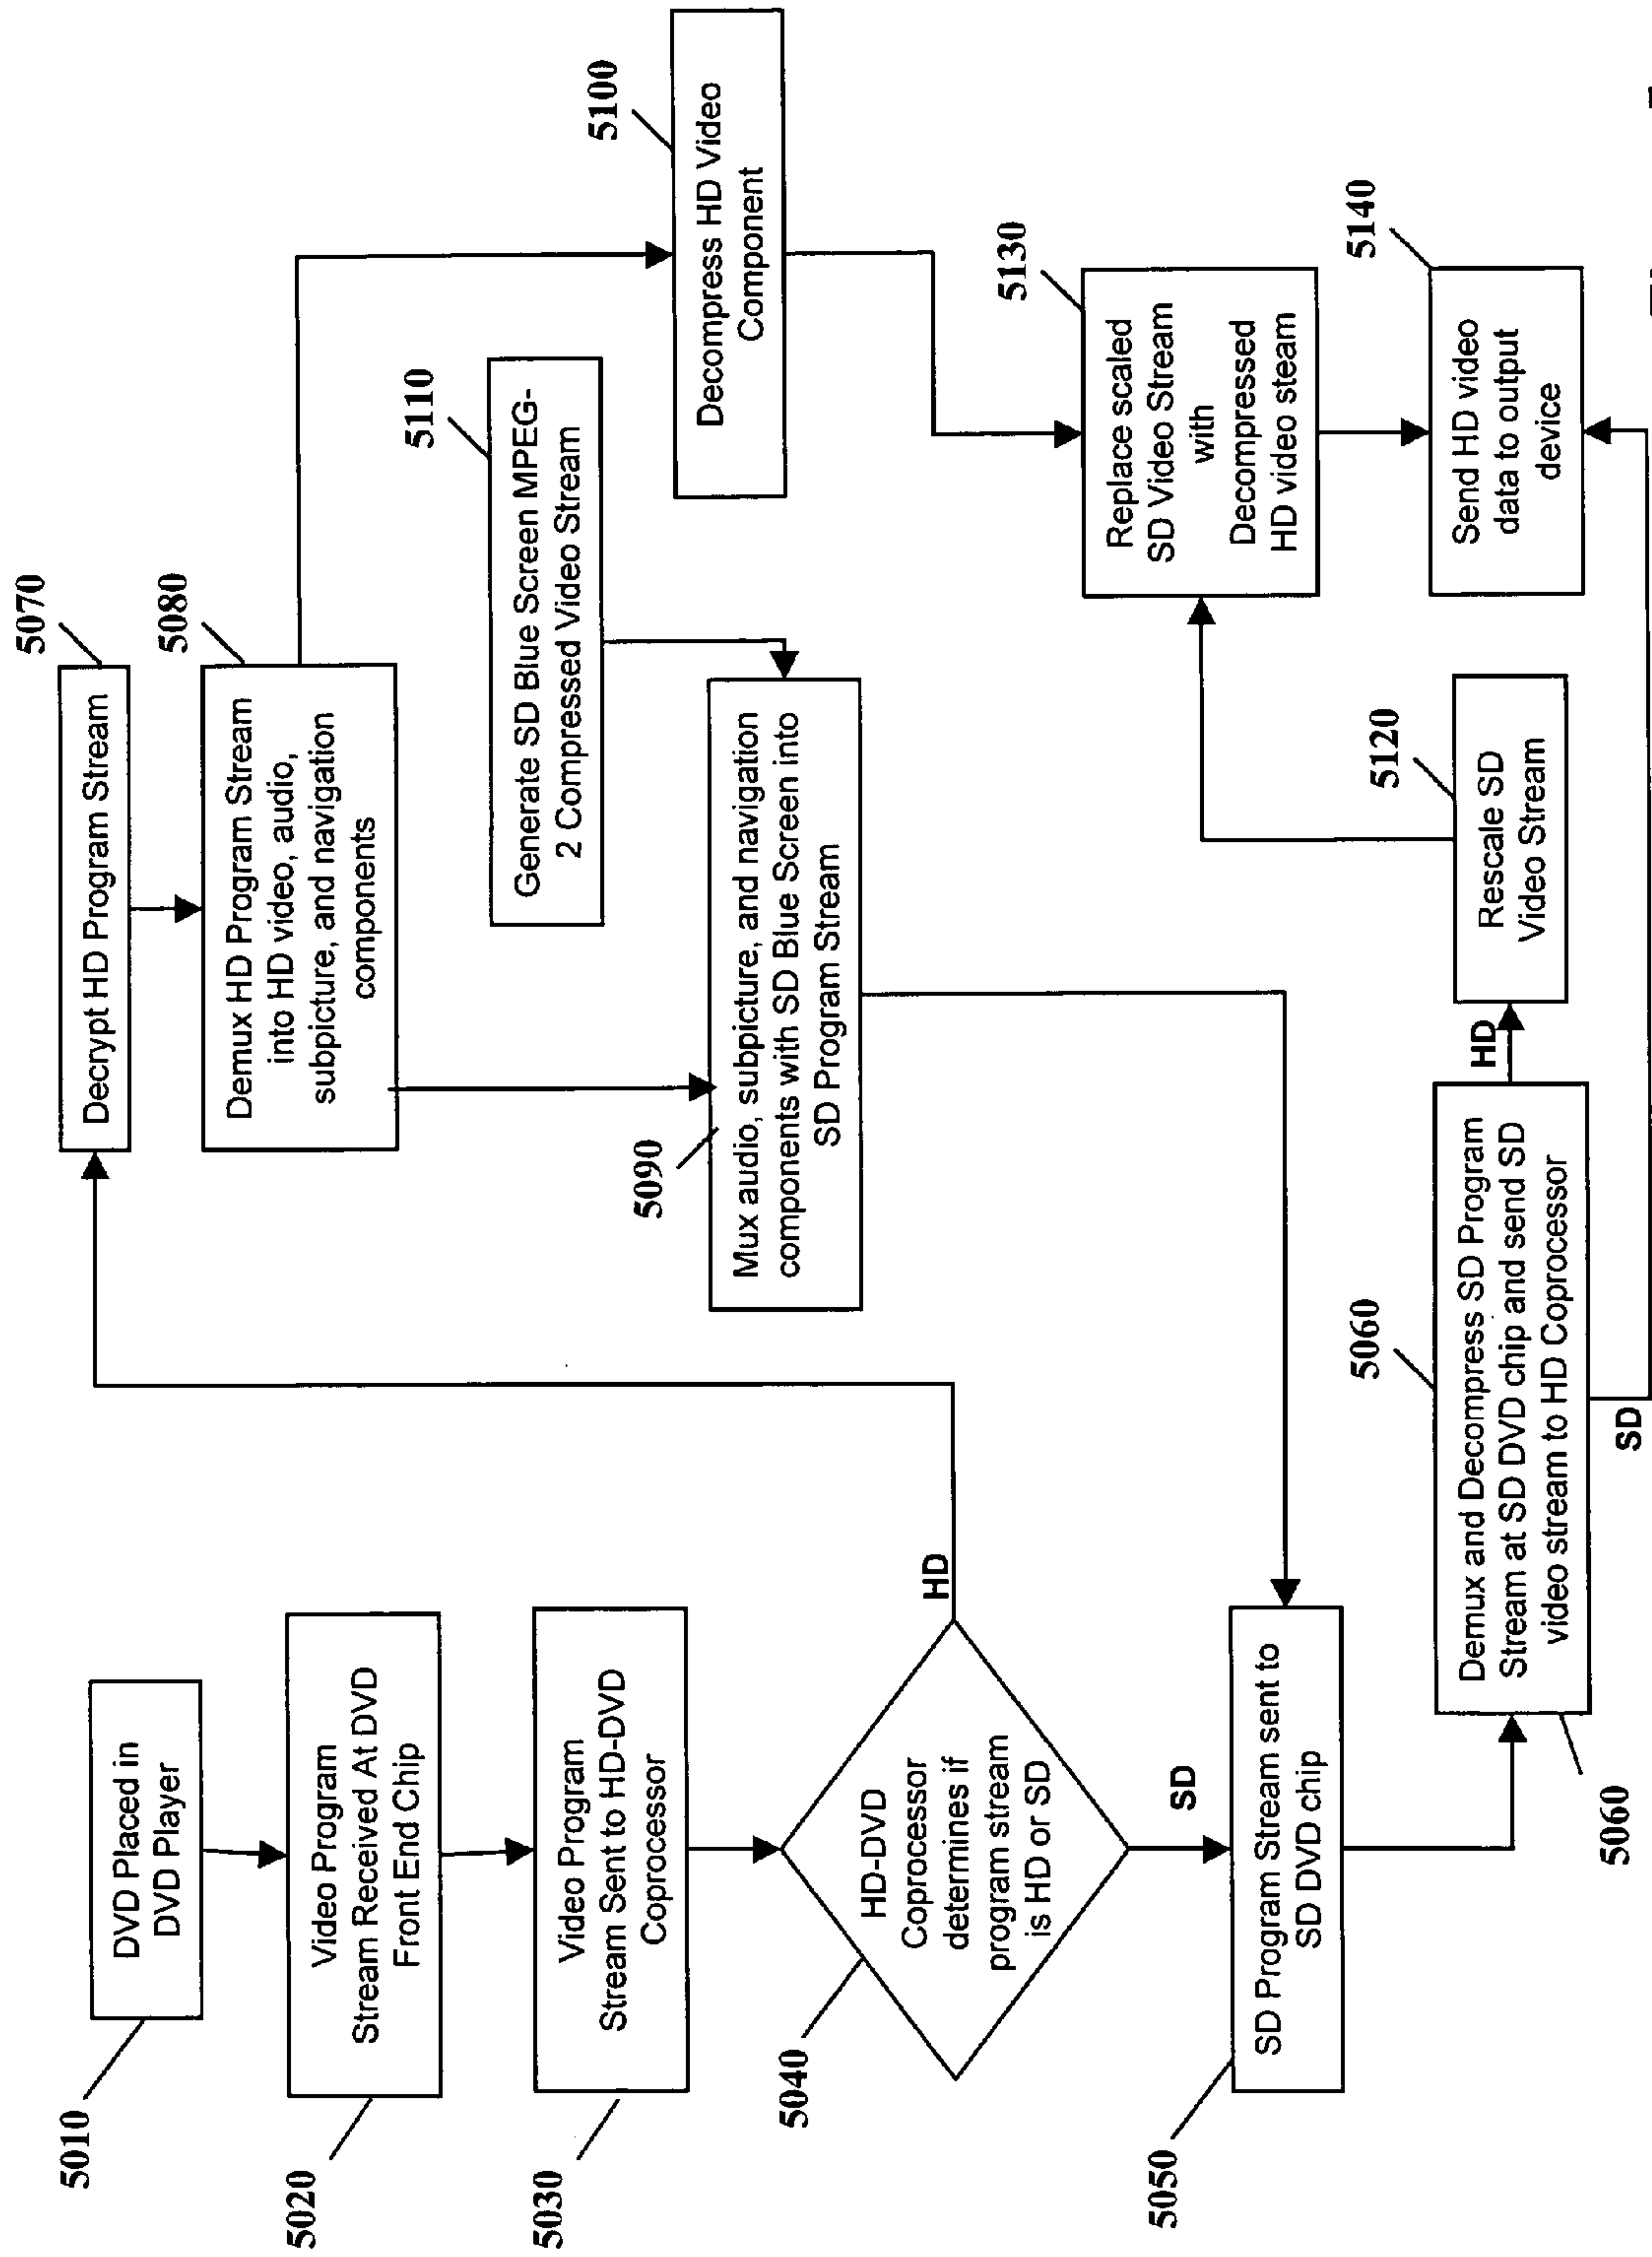 5010
DVD Placed in
DVD Player
5020
Video Program
Stream Received At DVD
Front End Chip
5030
Video Program
Stream Sent to HD-DVD
Coprocessor
5040
HD-DVD
Coprocessor
determines if
program stream
is HD or SD
HD
SD
5050
SD Program Stream sent to
SD DVD chip
5060
Demux and Decompress SD Program
Stream at SD DVD chip and send SD
video stream to HD Coprocessor
5060
HD
SD
5070
Decrypt HD Program Stream
5080
Demux HD Program Stream
into HD video, audio,
subpicture, and navigation
components
5090
Mux audio, subpicture, and navigation
components with SD Blue Screen into
SD Program Stream
5110
Generate SD Blue Screen MPEG-
2 Compressed Video Stream
5100
Decompress HD Video
Component
5120
Rescale SD
Video Stream
5130
Replace scaled
SD Video Stream
with
Decompressed
HD video steam
5140
Send HD video
data to output
device